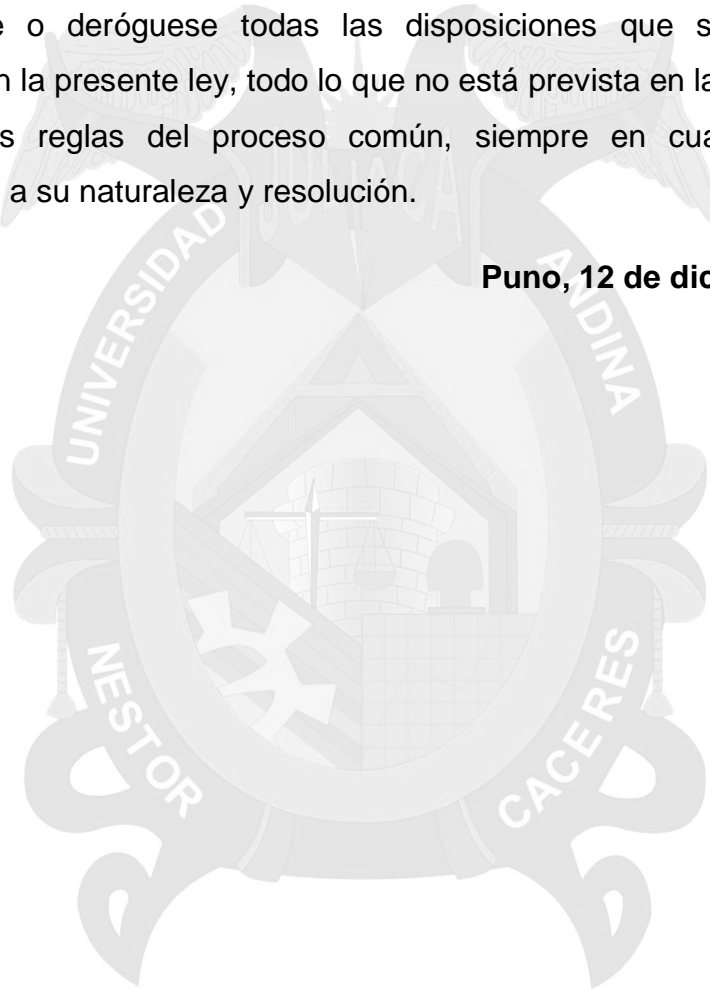 e o deróguese todas las disposiciones que s
n la presente ley, todo lo que no está prevista en la
s reglas del proceso común, siempre en cua
a su naturaleza y resolución.
Puno, 12 de dic
UNIVERSIDAD
ANDINA
NESTOR
CACERES